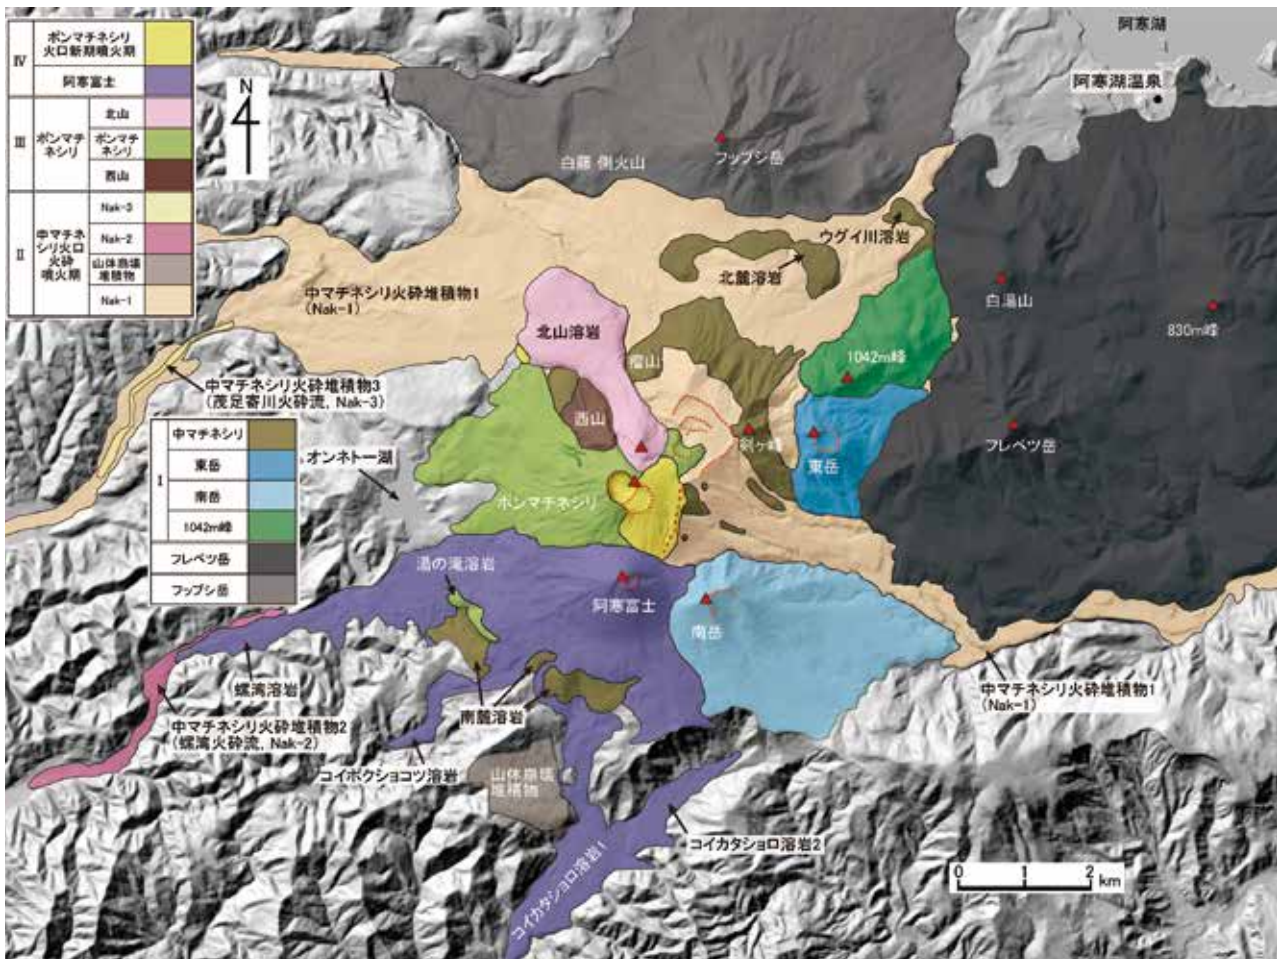 IV
ポンマチネシリ
火口新期噴火期
阿寒富士
III
ポンマチ
ネシリ
北山
ポンマチ
ネシリ
西山
II
中マチネ
シリ火口
火砕
噴火期
Nak-3
Nak-2
山体崩壊
堆積物
Nak-1
N
阿寒湖
阿寒湖温泉
フップシ岳
白藤 側火山
ウグイ川溶岩
北麓溶岩
白湯山
830m峰
中マチネシリ火砕堆積物1
(Nak-1)
北山溶岩
瘤山
1042m峰
中マチネシリ火砕堆積物3
(茂足寄川火砕流, Nak-3)
西山
剣ヶ峰
東岳
フレベツ岳
I
中マチネシリ
東岳
南岳
1042m峰
フレベツ岳
フップシ岳
オンネトー湖
ポンマチネシリ
湯の滝溶岩
阿寒富士
南岳
螺湾溶岩
南麓溶岩
中マチネシリ火砕堆積物1
(Nak-1)
中マチネシリ火砕堆積物2
(螺湾火砕流, Nak-2)
コイポクショコツ溶岩
山体崩壊
堆積物
コイカタショロ溶岩2
コイカタショロ溶岩1
0 1 2 km